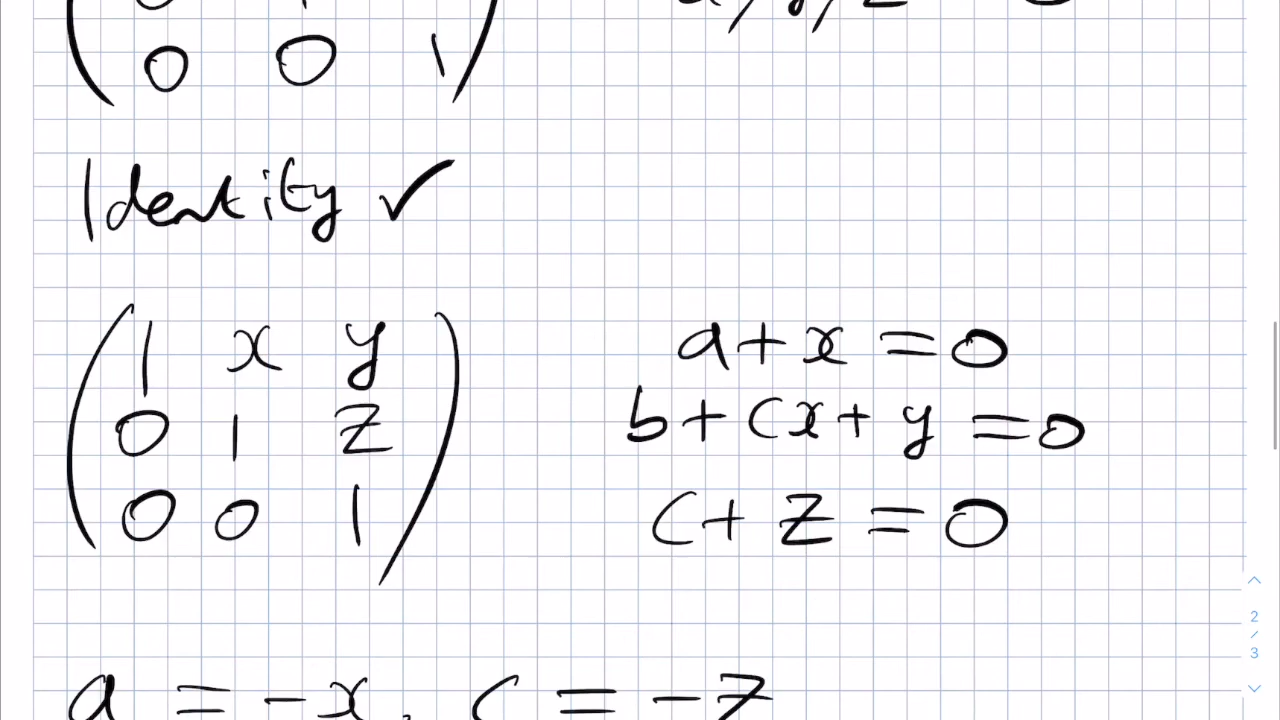 0 0 1
Identity ✓
1 x y
0 1 z
0 0 1
a + x = 0
b + cx + y = 0
c + z = 0
a = -x, c = -z
2
/
3